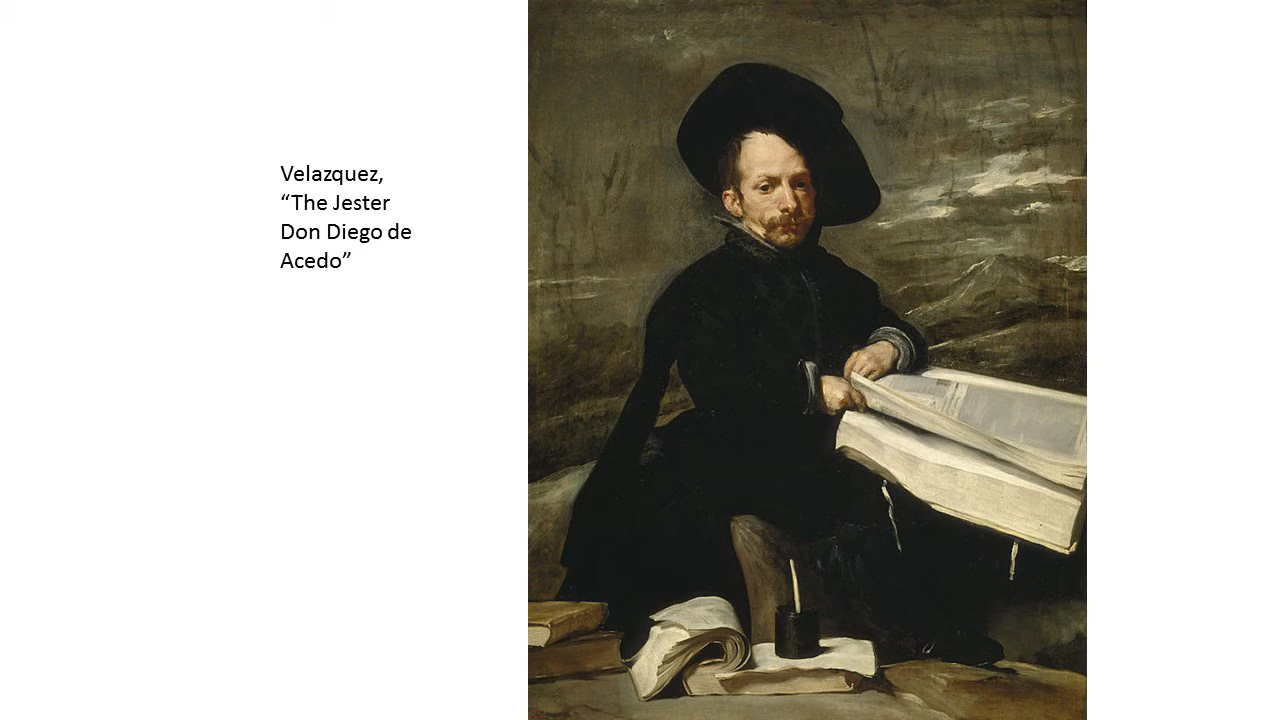 Velazquez,
“The Jester
Don Diego de
Acedo”